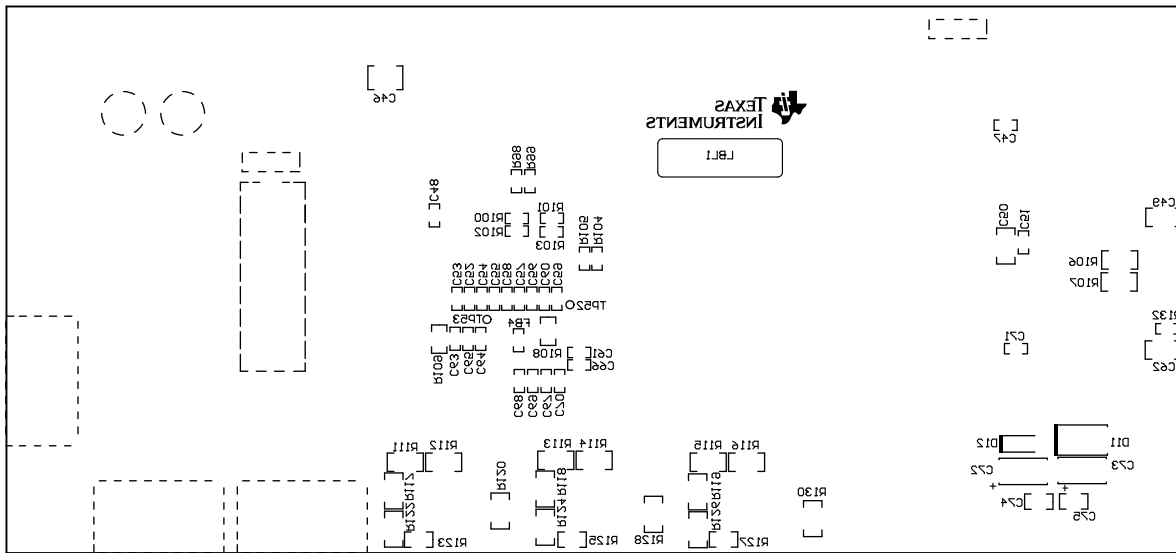 C46
TEXAS
INSTRUMENTS
LBL1
C47
R98
R99
C48
C49
R100
R101
R102
R103
R105
R104
C50
C51
R106
R107
C53
C52
C54
C55
C58
C57
C56
C60
C59
TP52
TP53
FB4
R132
R109
C63
C65
C64
R108
C61
C66
C71
C62
C68
C69
C67
C70
R111
R112
R113
R114
R115
R116
D12
D11
C72
C73
R117
R120
R118
R119
R130
+
+
C74
C75
R122
R123
R124
R125
R128
R126
R127